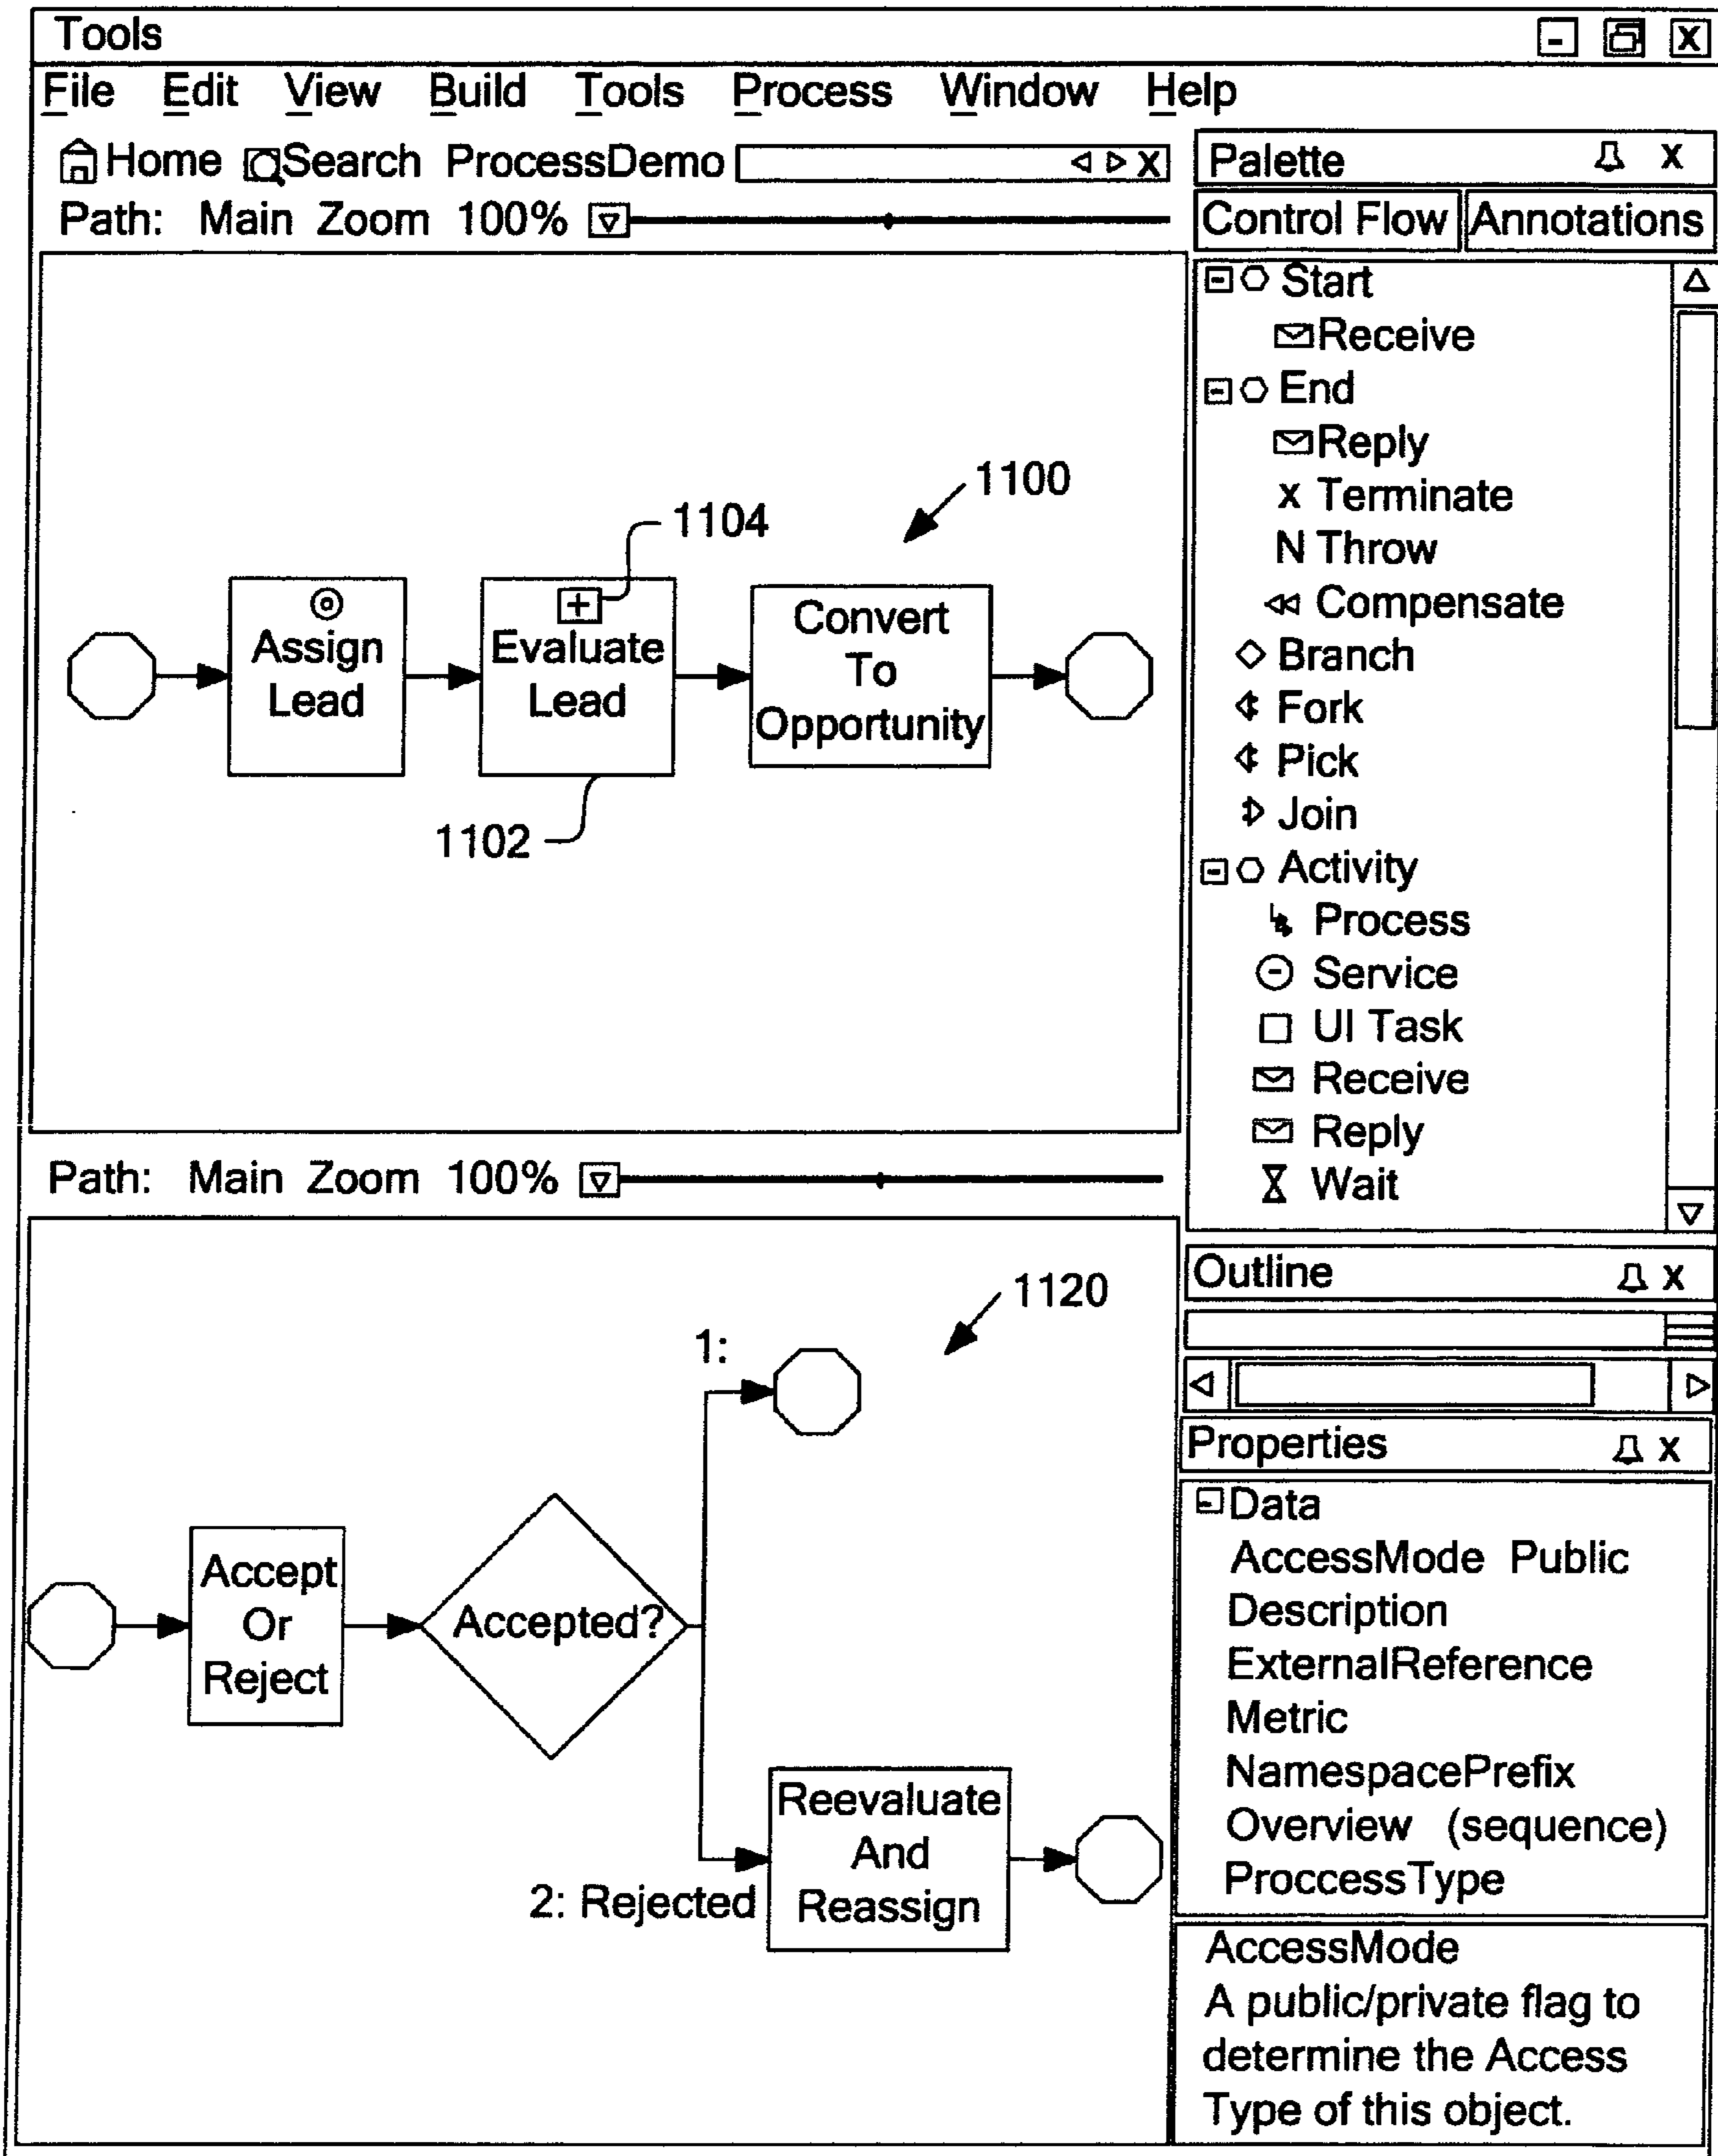 Tools
File Edit View Build Tools Process Window Help
Home Search ProcessDemo
Path: Main Zoom 100%
1100
1104
Assign
Lead
Evaluate
Lead
Convert
To
Opportunity
1102
Palette
Control Flow Annotations
Start
Receive
End
Reply
x Terminate
N Throw
Compensate
Branch
Fork
Pick
Join
Activity
Process
Service
UI Task
Receive
Reply
Wait
Path: Main Zoom 100%
1120
1:
Accept
Or
Reject
Accepted?
2: Rejected
Reevaluate
And
Reassign
Outline
Properties
Data
AccessMode Public
Description
ExternalReference
Metric
NamespacePrefix
Overview (sequence)
ProccessType
AccessMode
A public/private flag to
determine the Access
Type of this object.